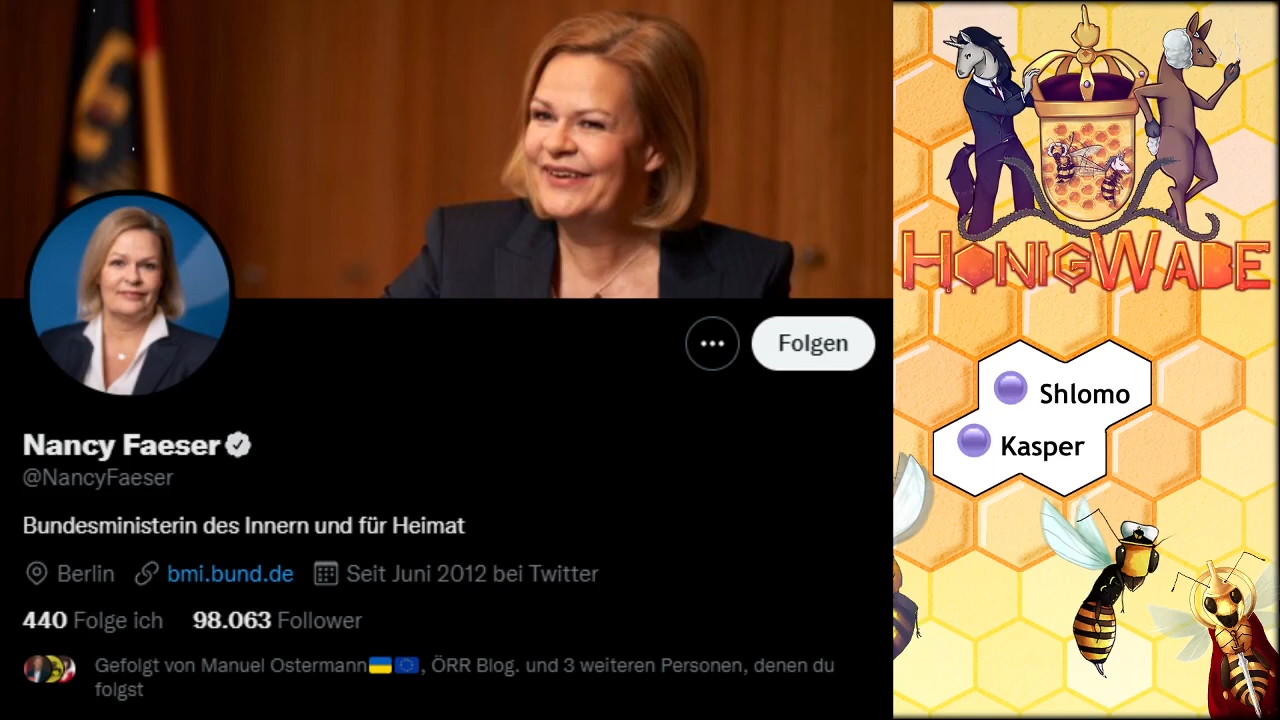 Folgen
Nancy Faeser
@NancyFaeser
Bundesministerin des Innern und für Heimat
Berlin bmi.bund.de Seit Juni 2012 bei Twitter
440 Folge ich 98.063 Follower
Gefolgt von Manuel Ostermann🇺🇦🇪🇺, ÖRR Blog. und 3 weiteren Personen, denen du
folgst
HONIGWABE
Shlomo
Kasper